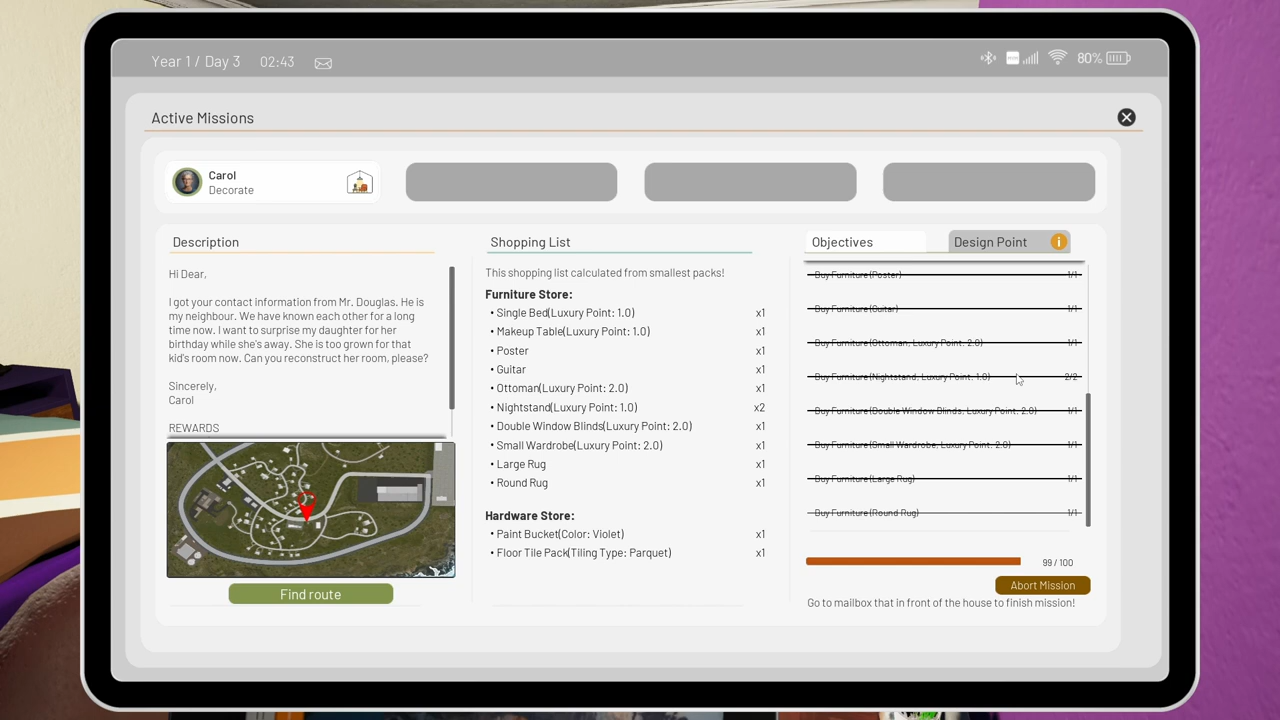 Year 1 / Day 3 02:43
80%
Active Missions
Carol
Decorate
Description
Hi Dear,
I got your contact information from Mr. Douglas. He is
my neighbour. We have known each other for a long
time now. I want to surprise my daughter for her
birthday while she's away. She is too grown for that
kid's room now. Can you reconstruct her room, please?
Sincerely,
Carol
REWARDS
Find route
Shopping List
This shopping list calculated from smallest packs!
Furniture Store:
• Single Bed(Luxury Point: 1.0) x1
• Makeup Table(Luxury Point: 1.0) x1
• Poster x1
• Guitar x1
• Ottoman(Luxury Point: 2.0) x1
• Nightstand(Luxury Point: 1.0) x2
• Double Window Blinds(Luxury Point: 2.0) x1
• Small Wardrobe(Luxury Point: 2.0) x1
• Large Rug x1
• Round Rug x1
Hardware Store:
• Paint Bucket(Color: Violet) x1
• Floor Tile Pack(Tiling Type: Parquet) x1
Objectives
Design Point i
Buy Furniture (Poster) 1/1
Buy Furniture (Guitar) 1/1
Buy Furniture (Ottoman, Luxury Point: 2.0) 1/1
Buy Furniture (Nightstand, Luxury Point: 1.0) 2/2
Buy Furniture (Double Window Blinds, Luxury Point: 2.0) 1/1
Buy Furniture (Small Wardrobe, Luxury Point: 2.0) 1/1
Buy Furniture (Large Rug) 1/1
Buy Furniture (Round Rug) 1/1
99 / 100
Abort Mission
Go to mailbox that in front of the house to finish mission!